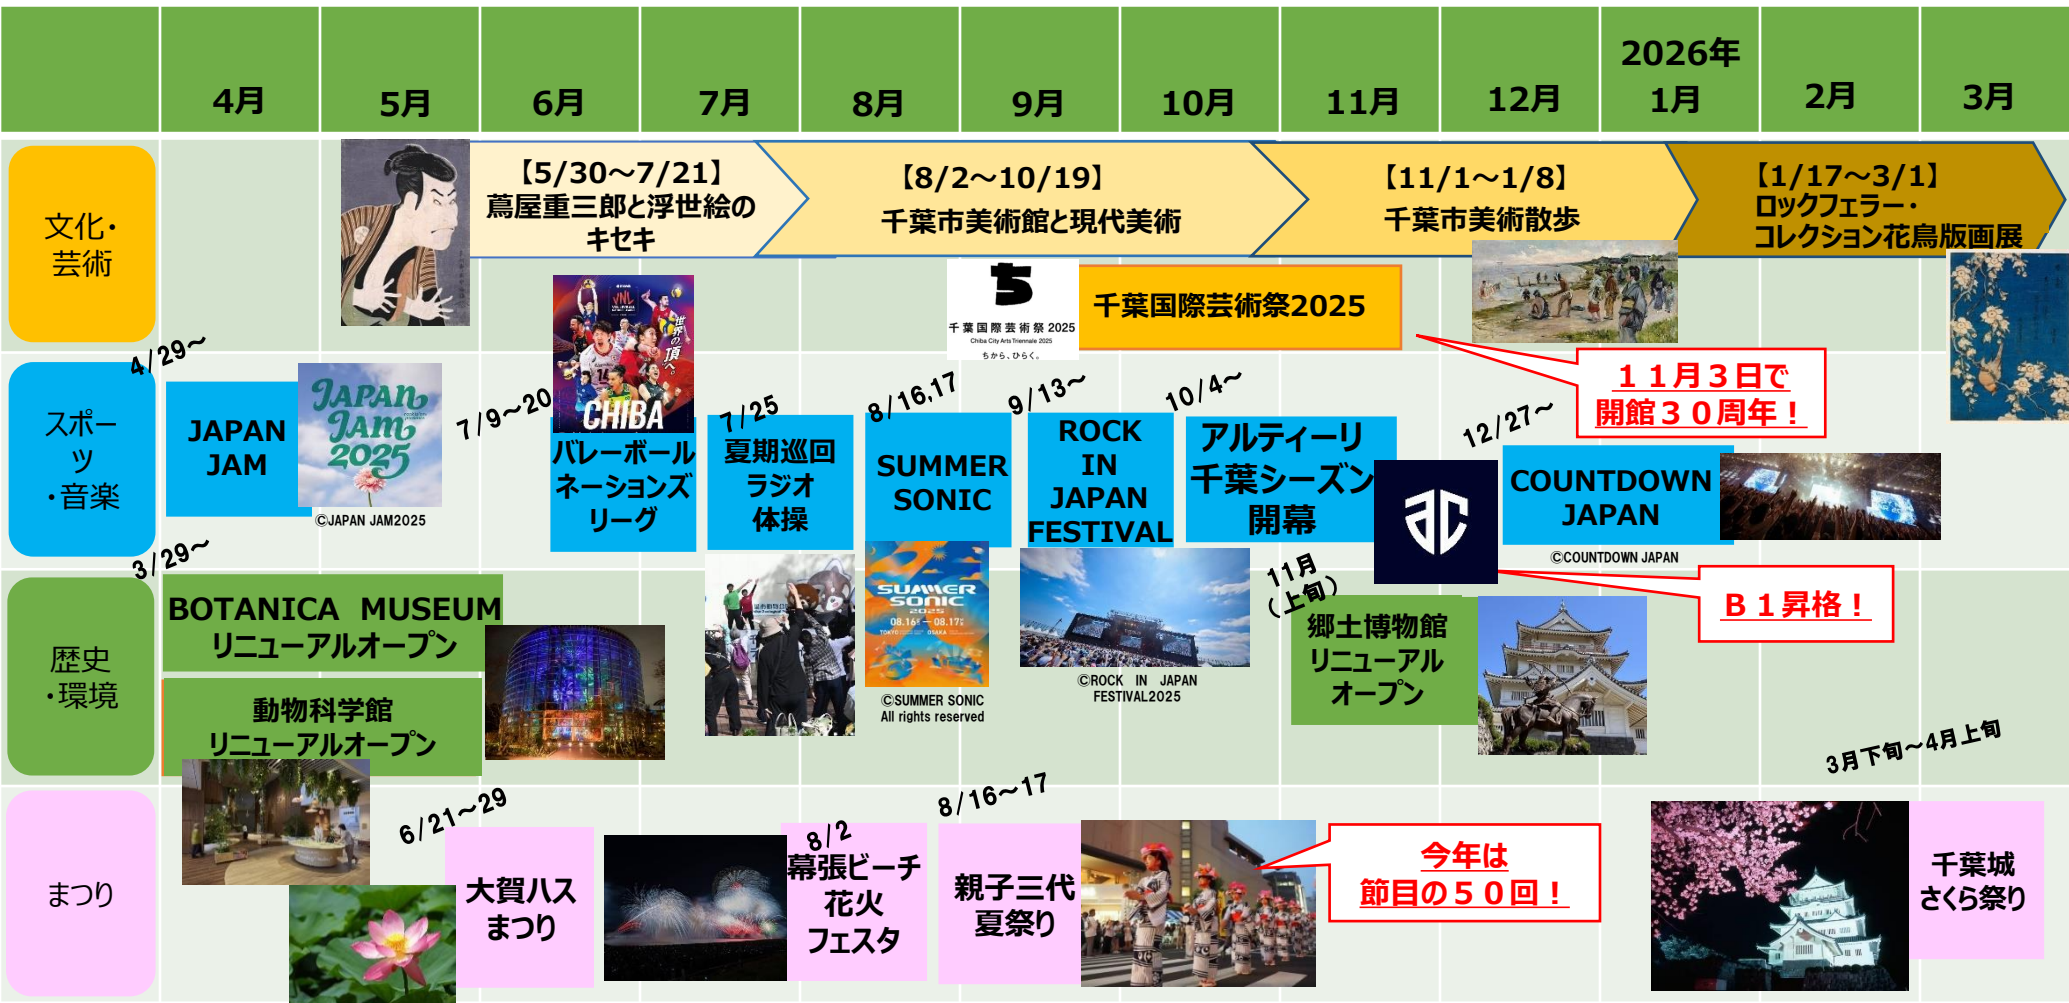 4月
5月
6月
7月
8月
9月
10月
11月
12月
2026年
1月
2月
3月
文化・
芸術
【5/30～7/21】
蔦屋重三郎と浮世絵の
キセキ
【8/2～10/19】
千葉市美術館と現代美術
【11/1～1/8】
千葉市美術散歩
【1/17～3/1】
ロックフェラー・
コレクション花鳥版画展
千葉国際芸術祭 2025
Chiba City Arts Triennale 2025
ちから、ひらく。
千葉国際芸術祭2025
１１月３日で
開館３０周年！
スポー
ツ
・音楽
4/29～
JAPAN
JAM
JAPAN
JAM
2025
©JAPAN JAM2025
7/9～20
VNL
世界の頂へ。
CHIBA
バレーボール
ネーションズ
リーグ
7/25
夏期巡回
ラジオ
体操
8/16,17
SUMMER
SONIC
SUMMER
SONIC
2025
08.16 — 08.17
TOKYO
OSAKA
©SUMMER SONIC
All rights reserved
9/13～
ROCK
IN
JAPAN
FESTIVAL
©ROCK IN JAPAN
FESTIVAL2025
10/4～
アルティーリ
千葉シーズン
開幕
Ｂ１昇格！
12/27～
COUNTDOWN
JAPAN
©COUNTDOWN JAPAN
歴史
・環境
3/29～
BOTANICA MUSEUM
リニューアルオープン
動物科学館
リニューアルオープン
11月
（上旬）
郷土博物館
リニューアル
オープン
まつり
6/21～29
大賀ハス
まつり
8/2
幕張ビーチ
花火
フェスタ
8/16～17
親子三代
夏祭り
今年は
節目の５０回！
3月下旬～4月上旬
千葉城
さくら祭り